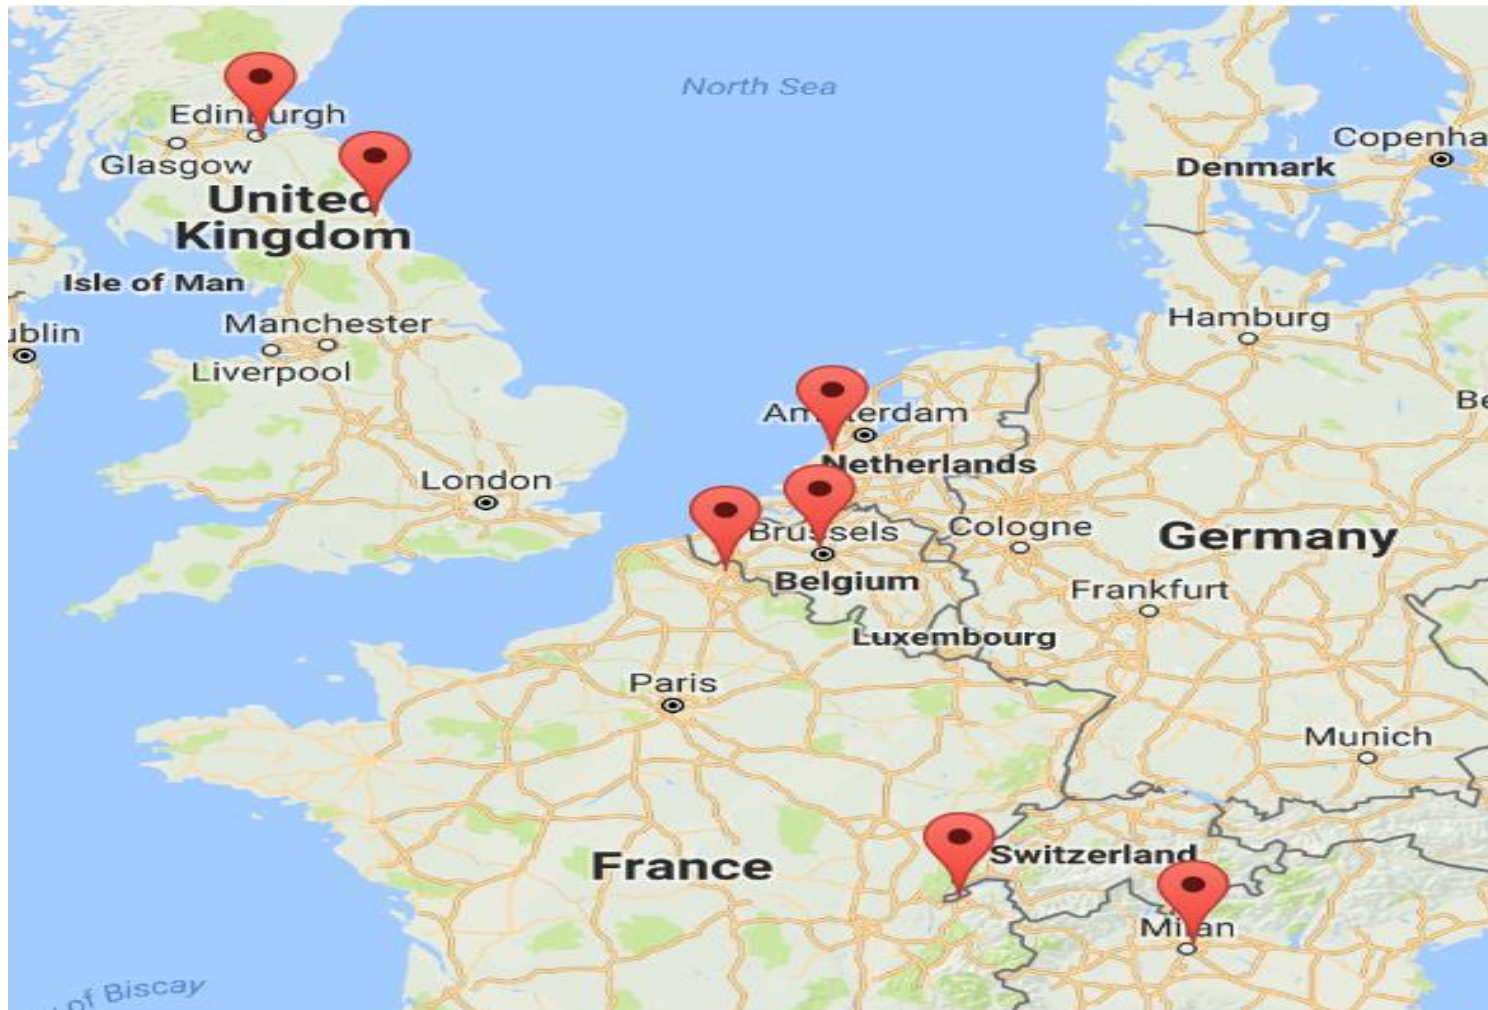 North Sea
Edinburgh
Copenha
Glasgow
Denmark
United
Kingdom
Isle of Man
Hamburg
Manchester
ublin
Liverpool
Be
Amsterdam
Netherlands
London
Cologne
Brussels
Germany
Belgium
Frankfurt
Luxembourg
Paris
Munich
Switzerland
France
Milan
of Biscay